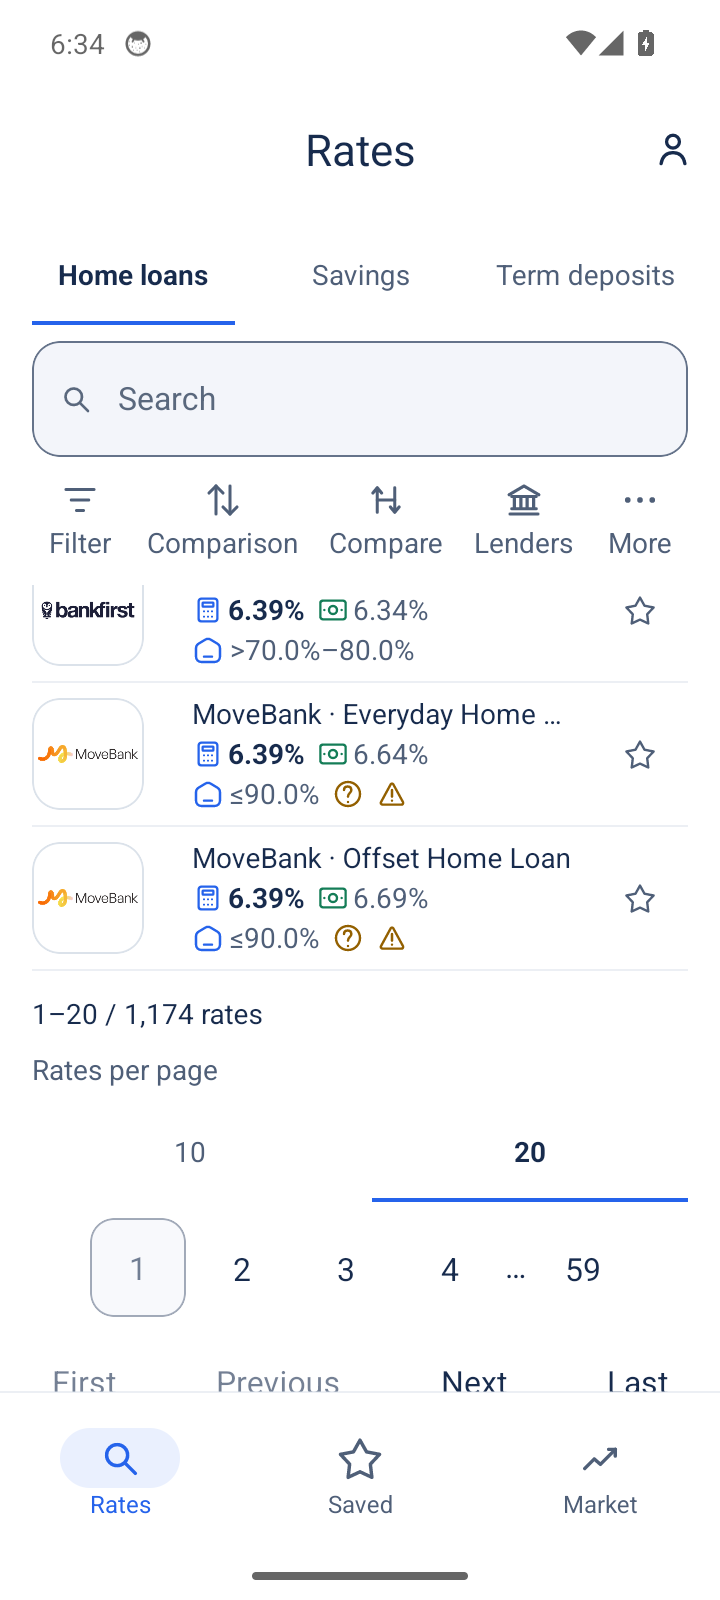 6:34
Rates
Home loans
Savings
Term deposits
Search
Filter
Comparison
Compare
Lenders
More
bankfirst
6.39% 6.34%
>70.0%–80.0%
MoveBank
MoveBank · Everyday Home ...
6.39% 6.64%
≤90.0%
MoveBank
MoveBank · Offset Home Loan
6.39% 6.69%
≤90.0%
1–20 / 1,174 rates
Rates per page
10 20
1 2 3 4 ... 59
First Previous Next Last
Rates
Saved
Market